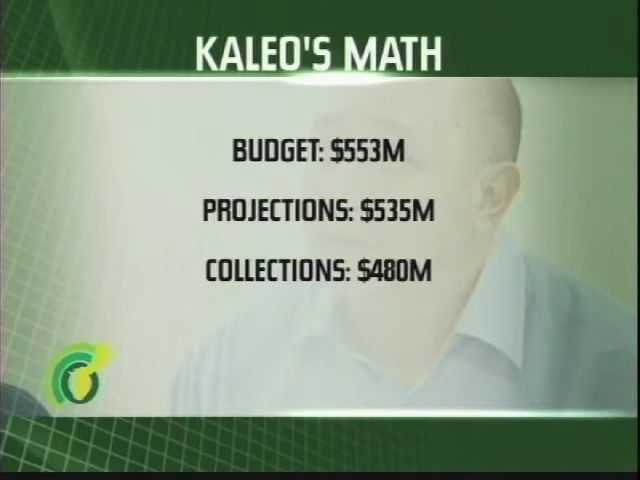 KALEO'S MATH
BUDGET: $553M
PROJECTIONS: $535M
COLLECTIONS: $480M